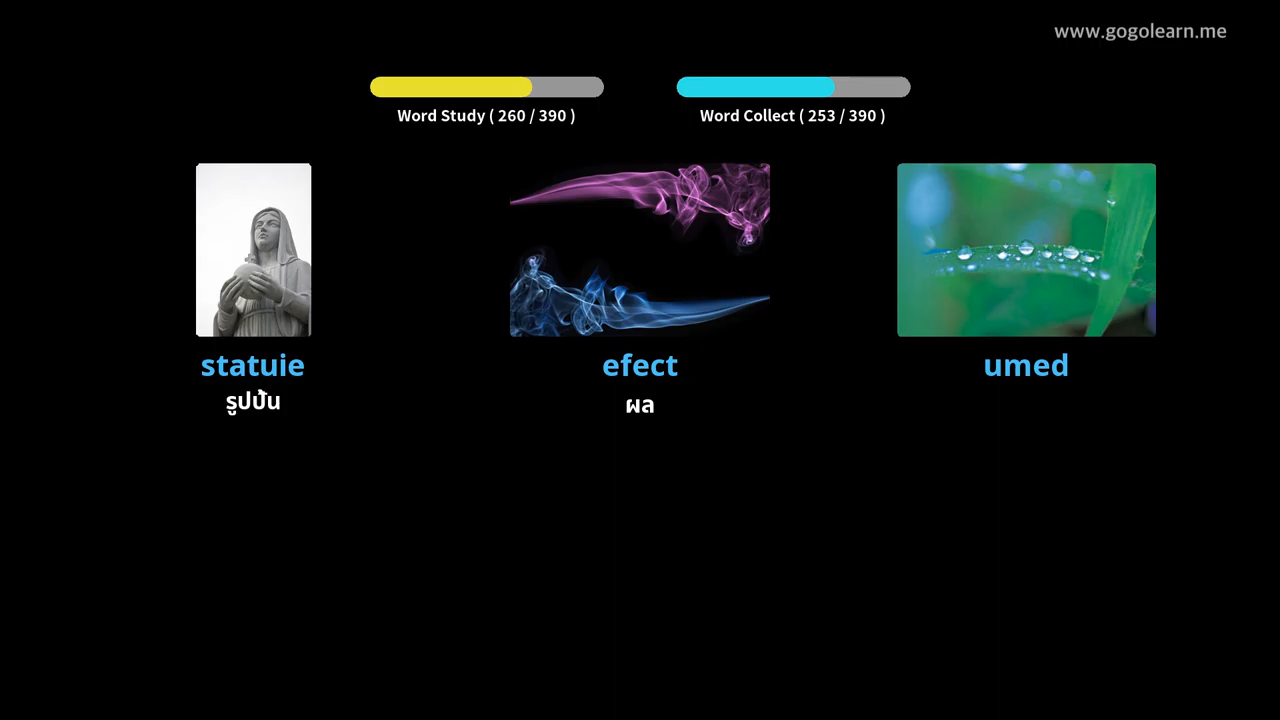 www.gogolearn.me
Word Study ( 260 / 390 )
Word Collect ( 253 / 390 )
statuie
efect
umed
รูปปั้น
ผล